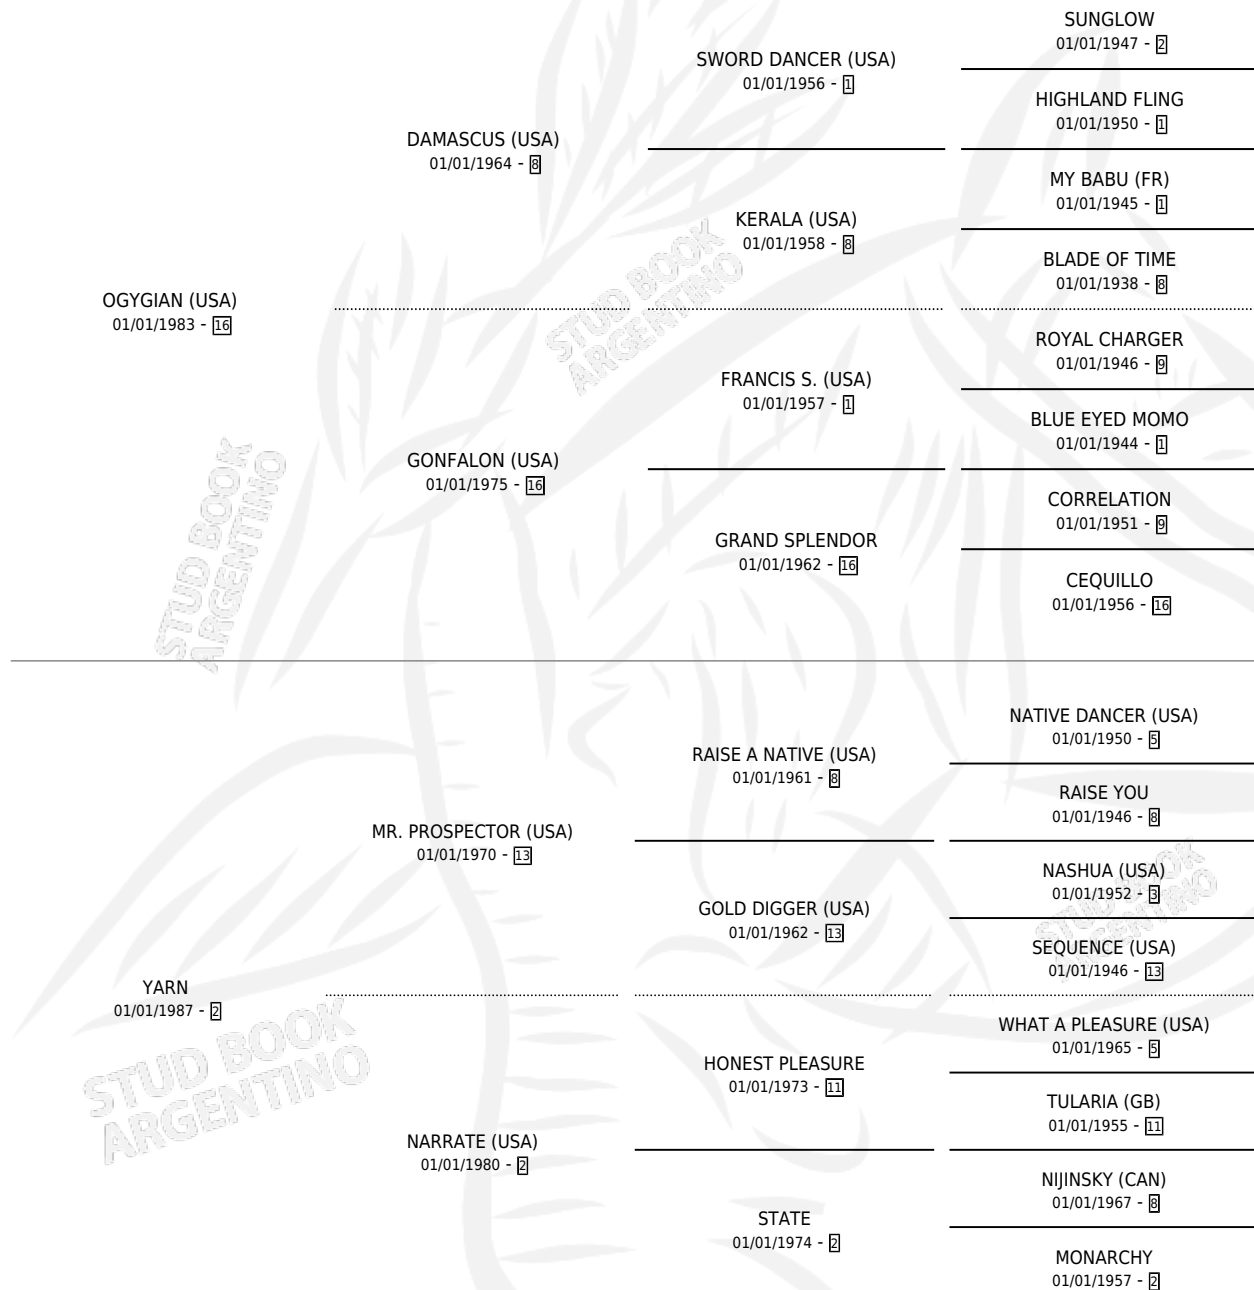 SUNGLOW
01/01/1947 - 2
SWORD DANCER (USA)
01/01/1956 - 1
HIGHLAND FLING
01/01/1950 - 1
DAMASCUS (USA)
01/01/1964 - 8
MY BABU (FR)
01/01/1945 - 1
KERALA (USA)
01/01/1958 - 8
BLADE OF TIME
01/01/1938 - 8
OGYGIAN (USA)
01/01/1983 - 16
ROYAL CHARGER
01/01/1946 - 9
FRANCIS S. (USA)
01/01/1957 - 1
BLUE EYED MOMO
01/01/1944 - 1
GONFALON (USA)
01/01/1975 - 16
CORRELATION
01/01/1951 - 9
GRAND SPLENDOR
01/01/1962 - 16
CEQUILLO
01/01/1956 - 16
NATIVE DANCER (USA)
01/01/1950 - 5
RAISE A NATIVE (USA)
01/01/1961 - 8
RAISE YOU
01/01/1946 - 8
MR. PROSPECTOR (USA)
01/01/1970 - 13
NASHUA (USA)
01/01/1952 - 3
GOLD DIGGER (USA)
01/01/1962 - 13
SEQUENCE (USA)
01/01/1946 - 13
YARN
01/01/1987 - 2
WHAT A PLEASURE (USA)
01/01/1965 - 5
HONEST PLEASURE
01/01/1973 - 11
TULARIA (GB)
01/01/1955 - 11
NARRATE (USA)
01/01/1980 - 2
NIJINSKY (CAN)
01/01/1967 - 8
STATE
01/01/1974 - 2
MONARCHY
01/01/1957 - 2
STUD BOOK
ARGENTINO
STUD BOOK
ARGENTINO
STUD BOOK
ARGENTINO
STUD BOOK
ARGENTINO